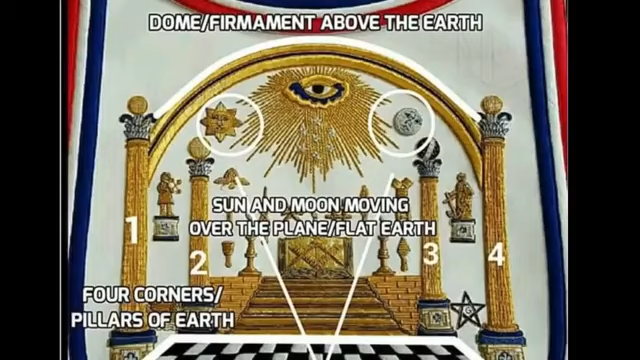 DOME/FIRMAMENT ABOVE THE EARTH
SUN AND MOON MOVING
OVER THE PLANE/FLAT EARTH
1
2
3
4
FOUR CORNERS/
PILLARS OF EARTH